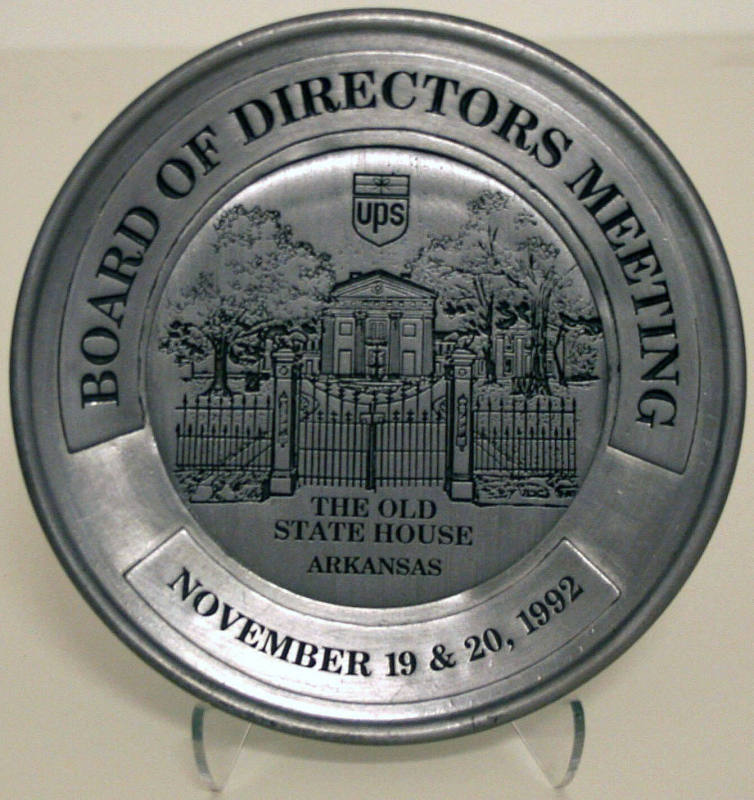 BOARD OF DIRECTORS MEETING
ups
THE OLD
STATE HOUSE
ARKANSAS
NOVEMBER 19 & 20, 1992